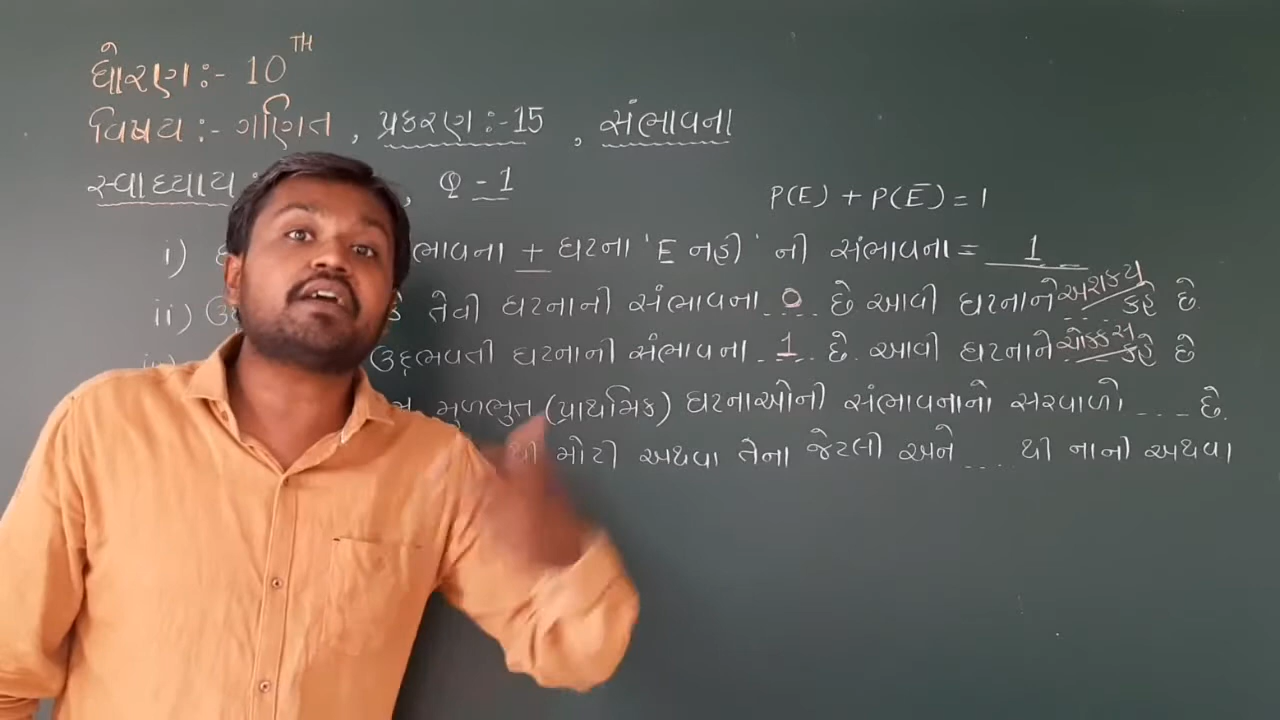 ધોરણ :- 10TH
વિષય :- ગણિત , પ્રકરણ :- 15 , સંભાવના
સ્વાધ્યાય : , Q - 1
P(E) + P(Ē) = 1
i) ભાવના + ઘટના 'E નહી' ની સંભાવના = 1
ii) ઉ કે તેવી ઘટનાની સંભાવના 0 છે આવી ઘટનાને અશક્ય કહે છે.
ઉદ્દભવતી ઘટનાની સંભાવના 1 છે. આવી ઘટનાને ચોક્કસ કહે છે
મુળભુત (પ્રાથમિક) ઘટનાઓની સંભાવનાનો સરવાળો .... છે.
થી મોટી અથવા તેના જેટલી અને .... થી નાની અથવા